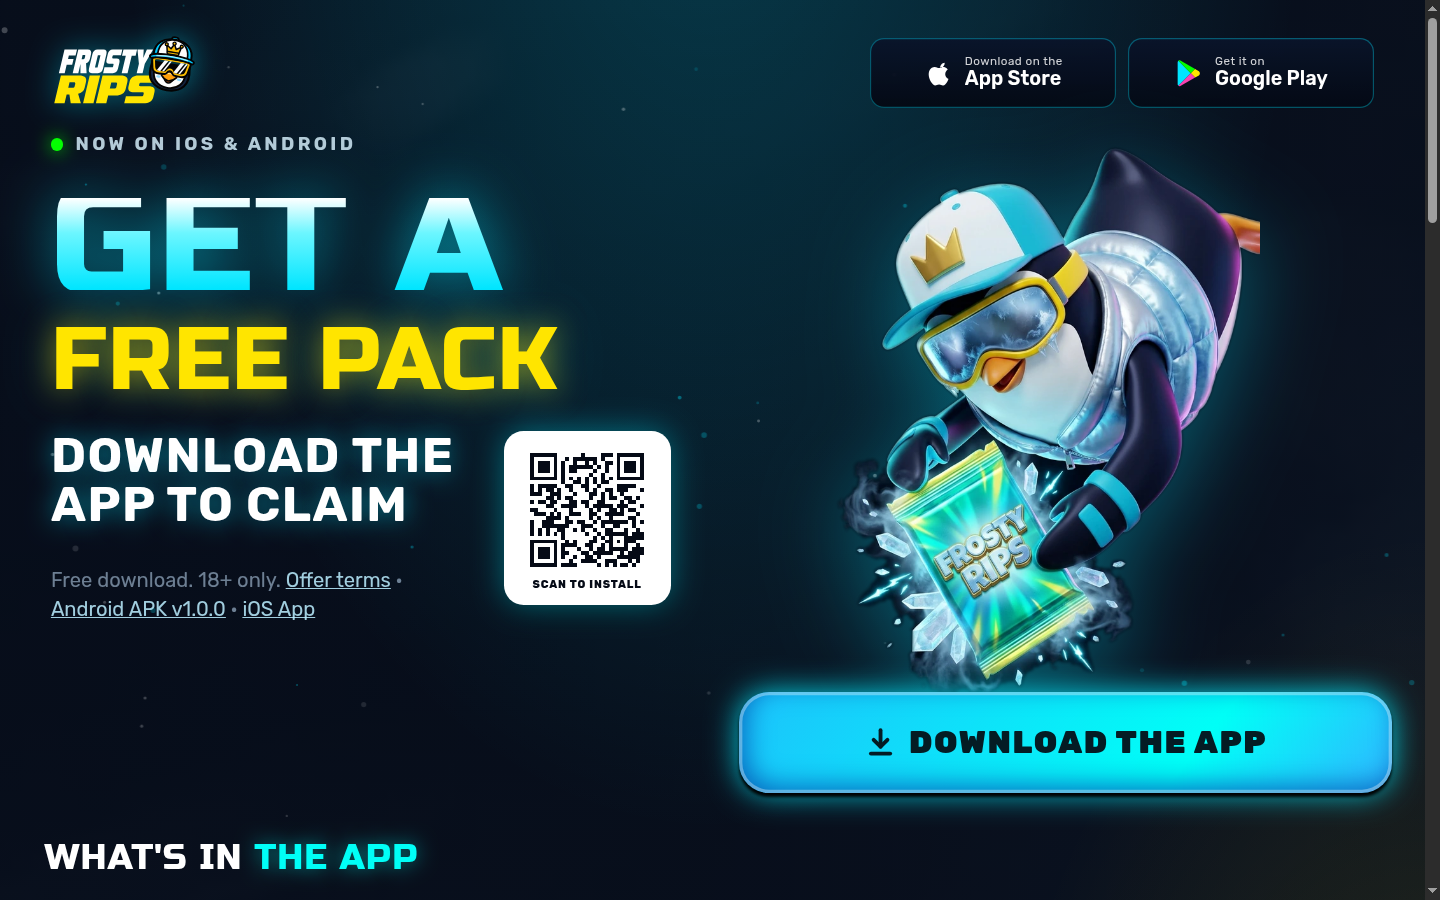 FROSTY
RIPS
Download on the
App Store
Get it on
Google Play
NOW ON IOS & ANDROID
GET A
FREE PACK
DOWNLOAD THE
APP TO CLAIM
SCAN TO INSTALL
Free download. 18+ only. Offer terms •
Android APK v1.0.0 • iOS App
FROSTY
RIPS
DOWNLOAD THE APP
WHAT'S IN THE APP